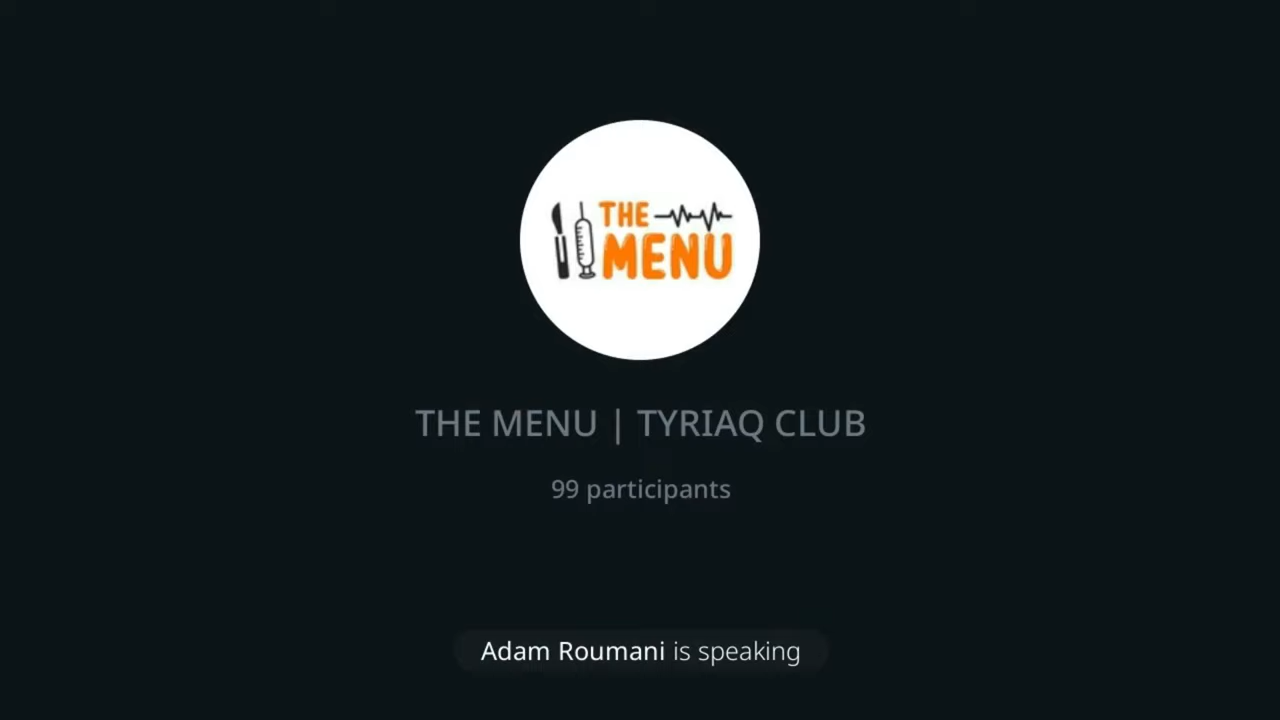 THE
MENU
THE MENU | TYRIAQ CLUB
99 participants
Adam Roumani is speaking